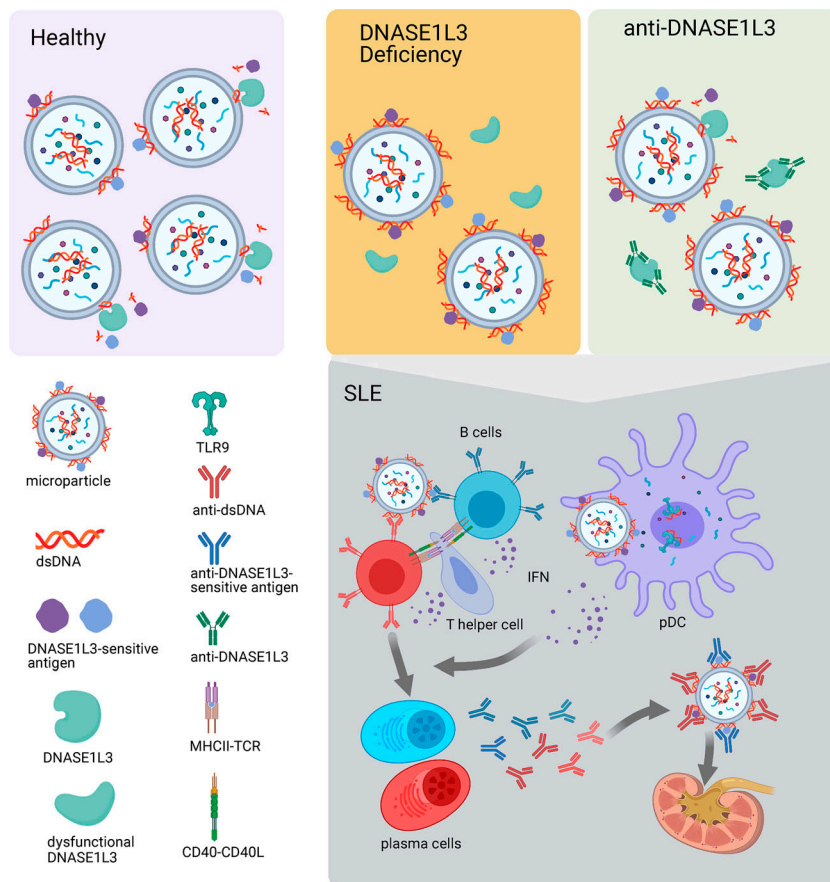 Healthy
DNASE1L3
Deficiency
anti-DNASE1L3
microparticle
dsDNA
DNASE1L3-sensitive
antigen
DNASE1L3
dysfunctional
DNASE1L3
TLR9
anti-dsDNA
anti-DNASE1L3-
sensitive antigen
anti-DNASE1L3
MHCII-TCR
CD40-CD40L
SLE
B cells
IFN
T helper cell
pDC
plasma cells